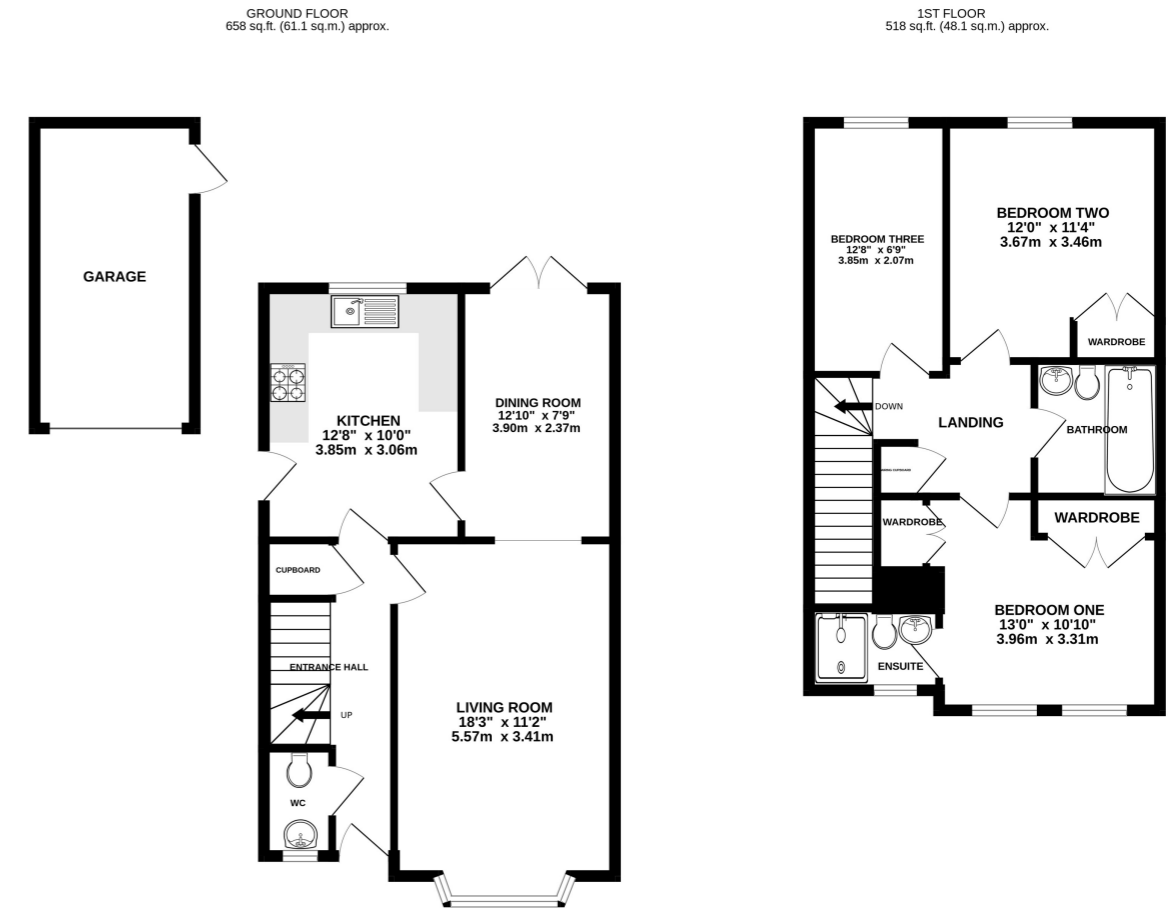 GROUND FLOOR
658 sq.ft. (61.1 sq.m.) approx.
GARAGE
KITCHEN
12'8" x 10'0"
3.85m x 3.06m
DINING ROOM
12'10" x 7'9"
3.90m x 2.37m
CUPBOARD
ENTRANCE HALL
UP
LIVING ROOM
18'3" x 11'2"
5.57m x 3.41m
WC
1ST FLOOR
518 sq.ft. (48.1 sq.m.) approx.
BEDROOM THREE
12'8" x 6'9"
3.85m x 2.07m
BEDROOM TWO
12'0" x 11'4"
3.67m x 3.46m
WARDROBE
DOWN
LANDING
BATHROOM
CUPBOARD
WARDROBE
WARDROBE
BEDROOM ONE
13'0" x 10'10"
3.96m x 3.31m
ENSUITE